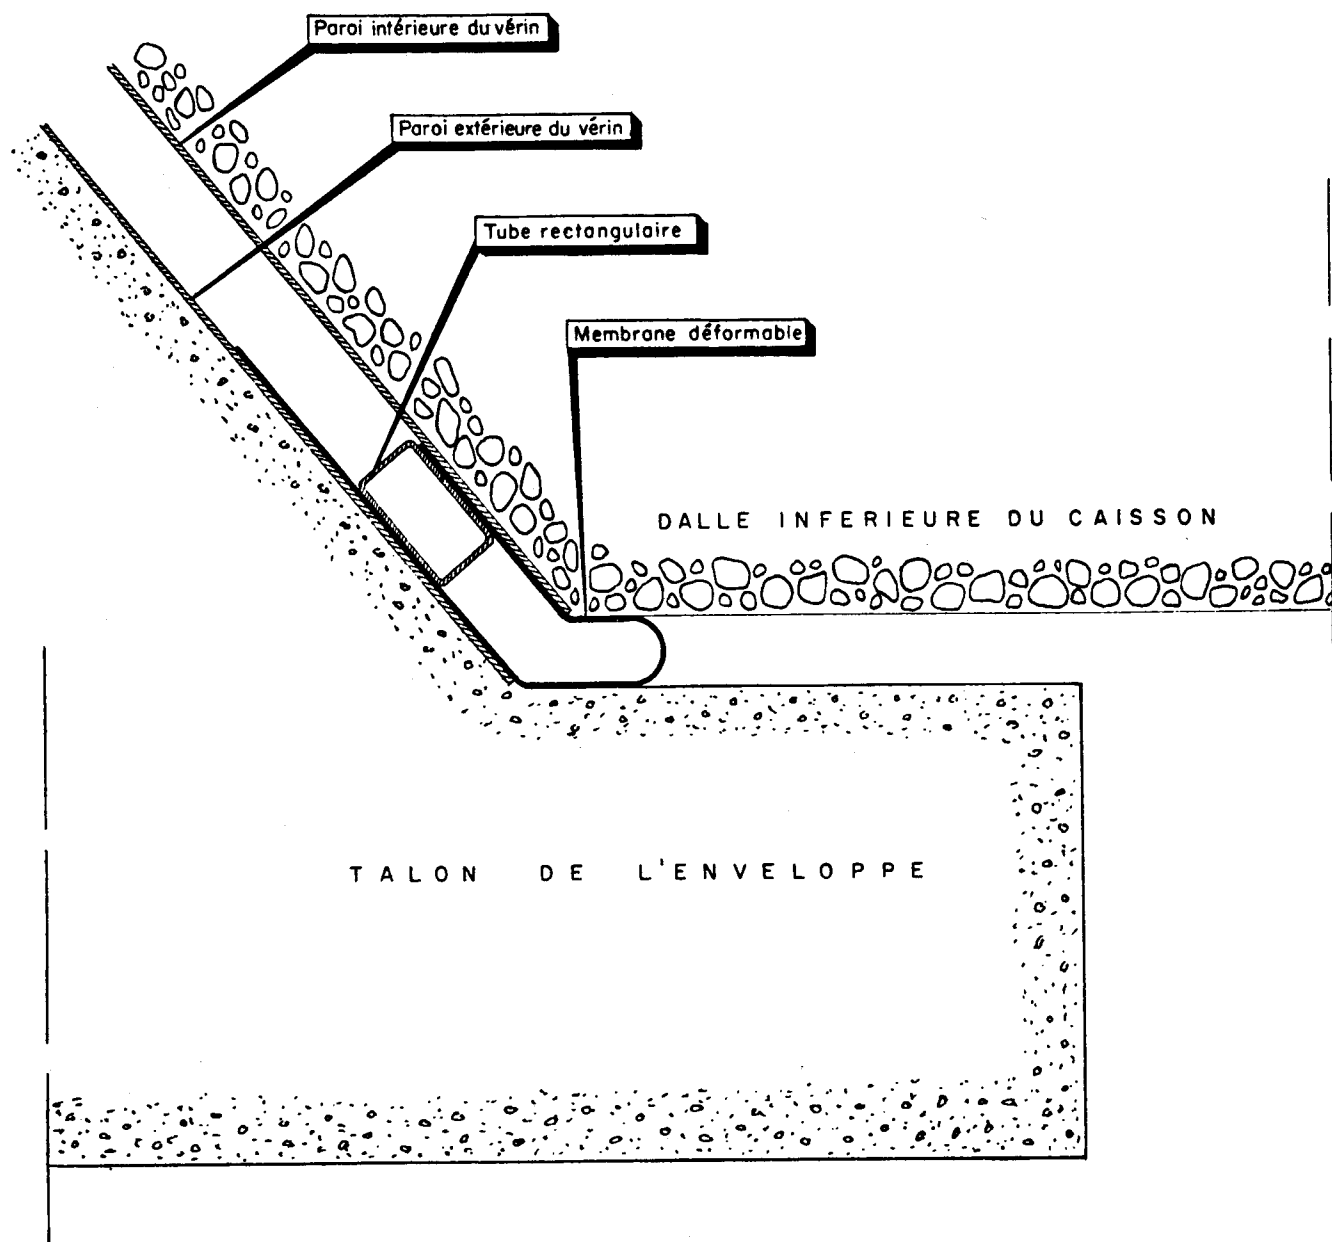 Paroi intérieure du vérin
Paroi extérieure du vérin
Tube rectangulaire
Membrane déformable
DALLE INFERIEURE DU CAISSON
TALON DE L'ENVELOPPE